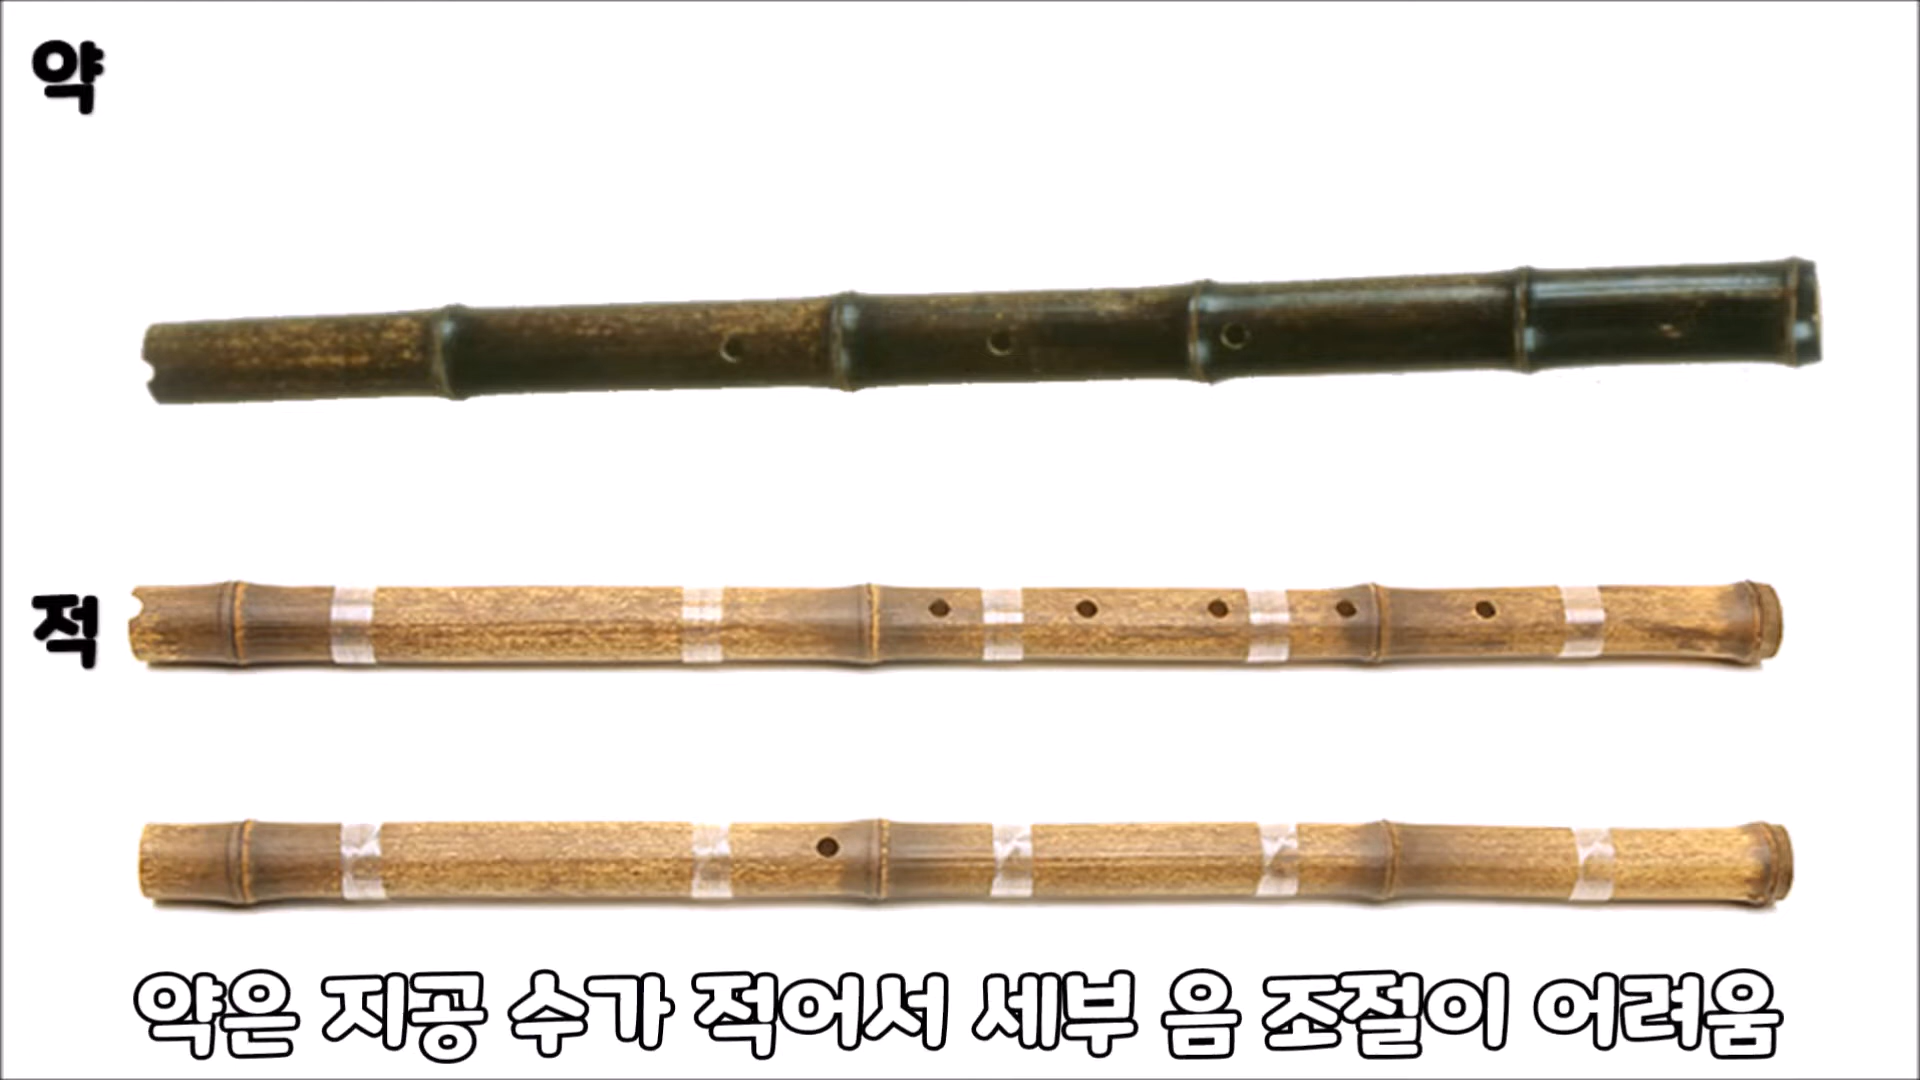 약
적
약은 지공 수가 적어서 세부 음 조절이 어려움